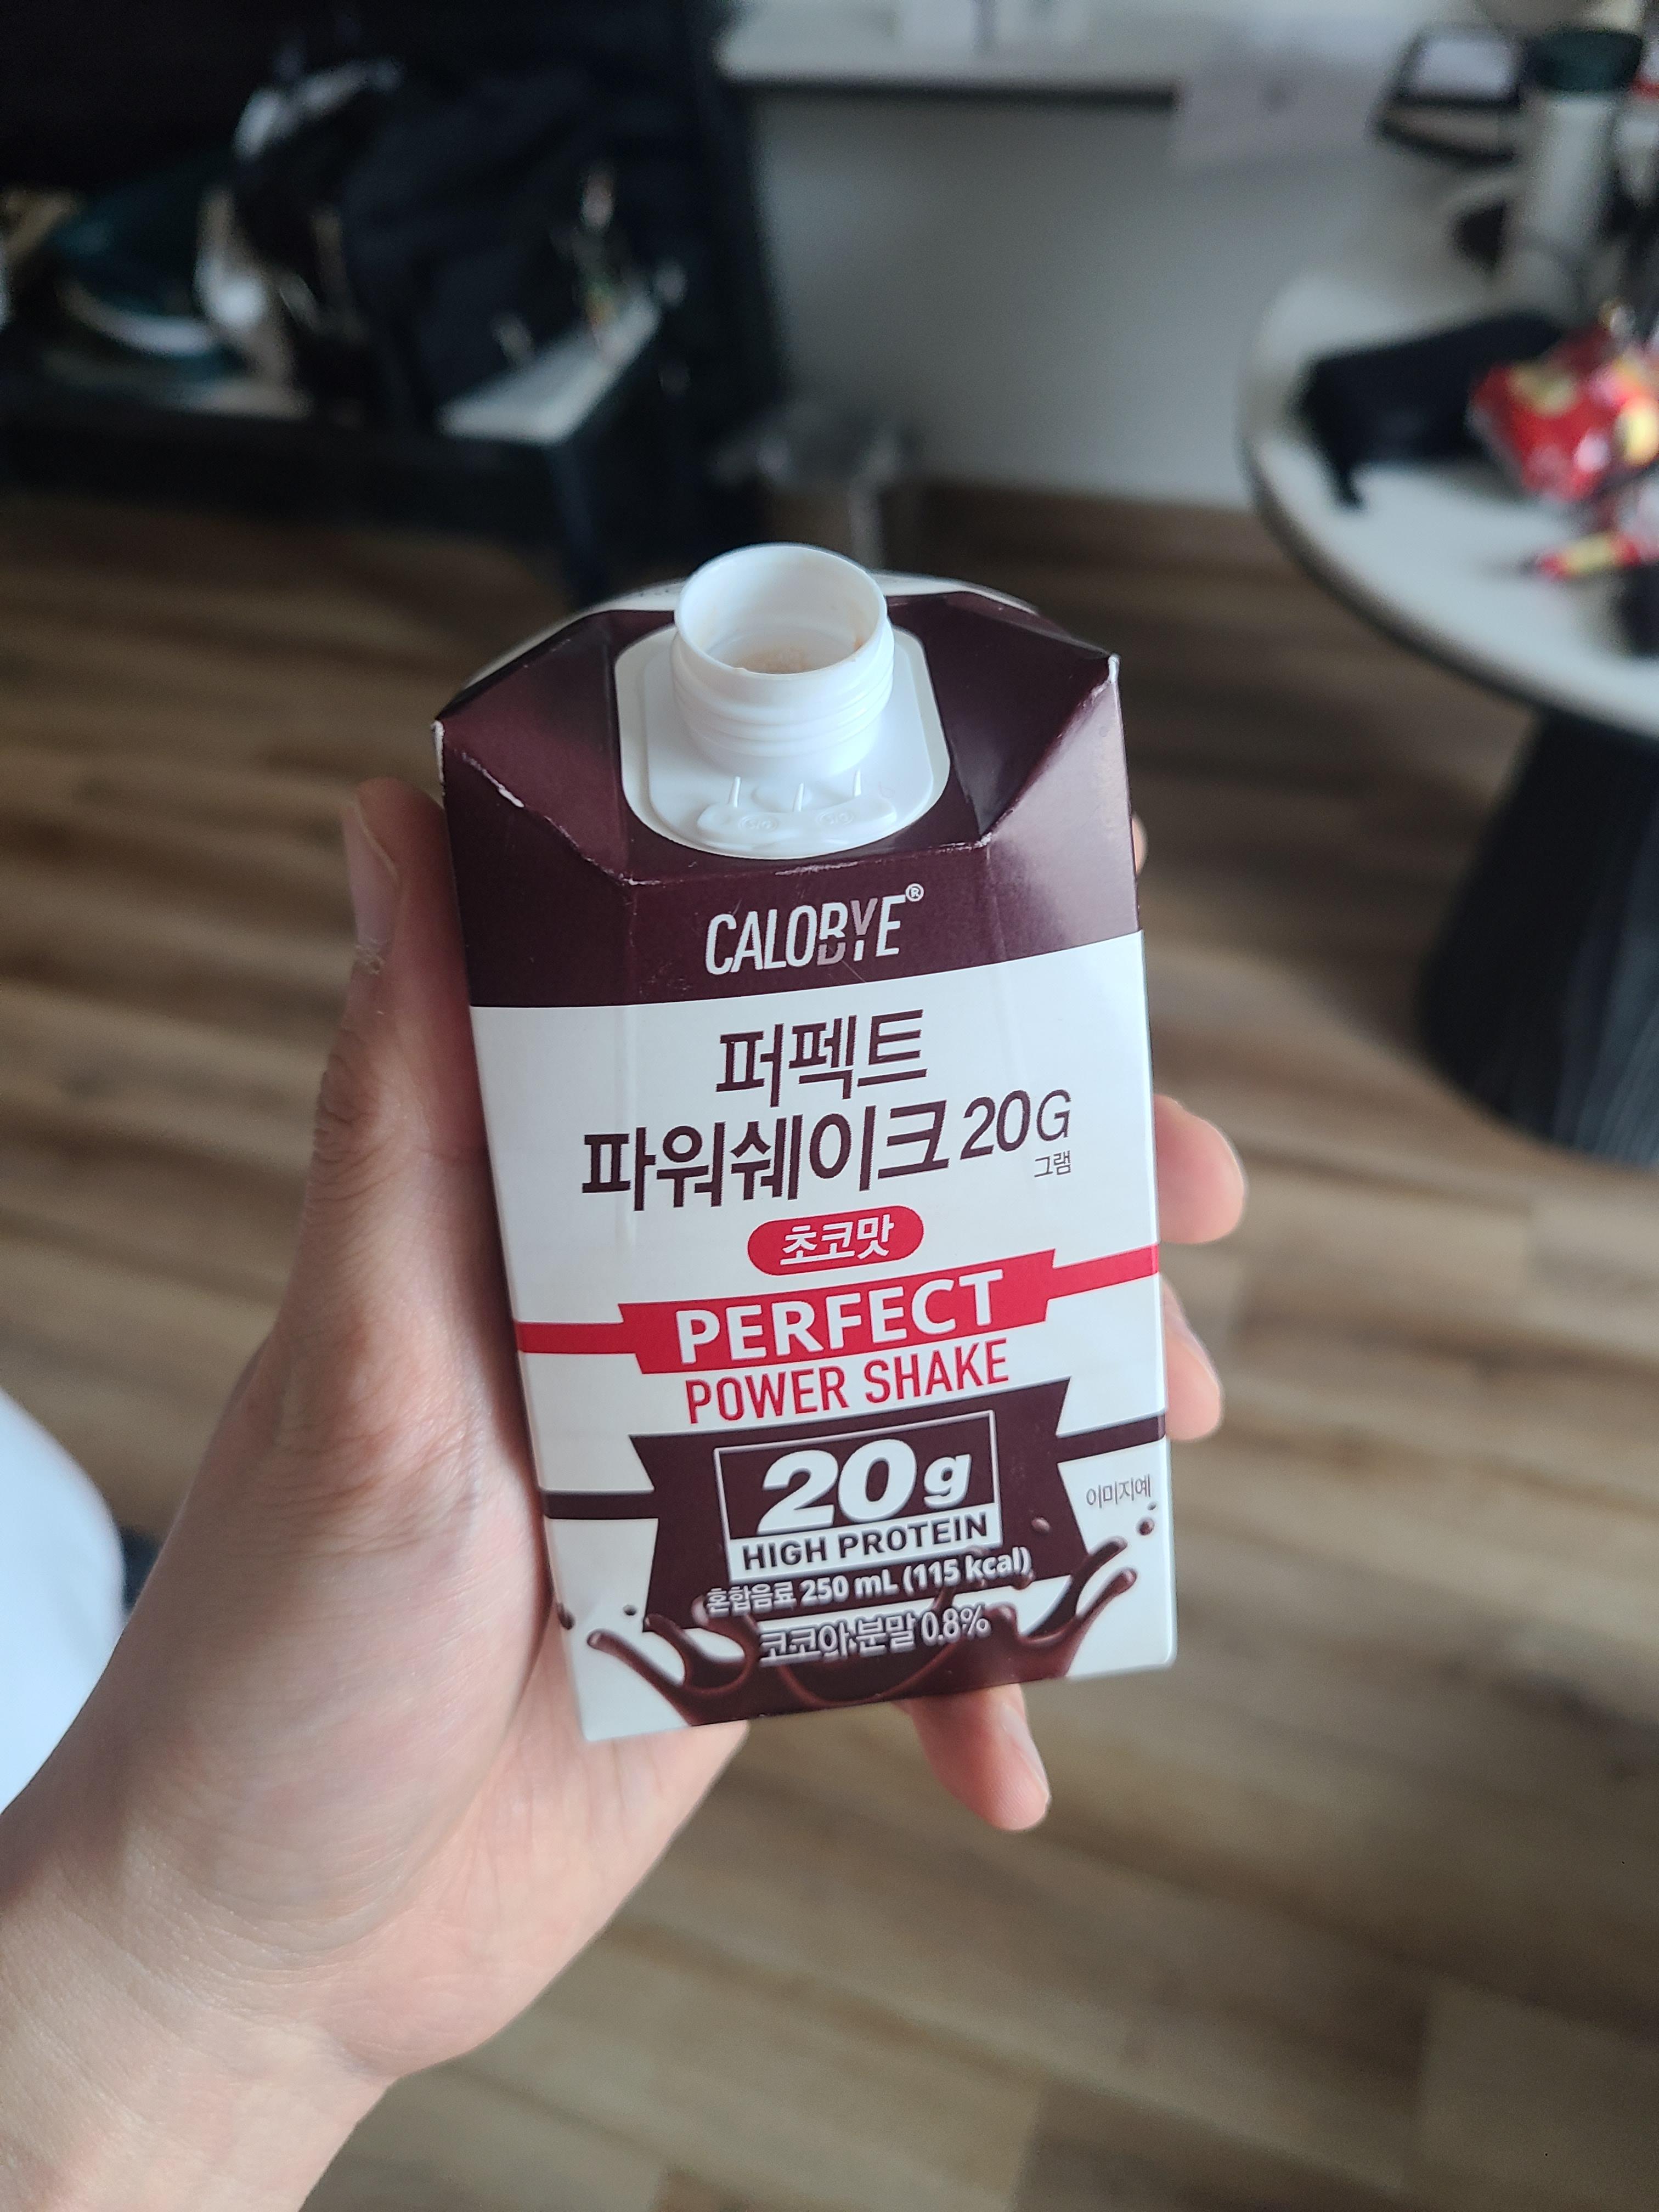 CALOBYE®
퍼펙트
파워쉐이크 20G
그램
초코맛
PERFECT
POWER SHAKE
20g
HIGH PROTEIN
이미지예
혼합음료 250 mL (115 kcal)
코코아분말 0.8%